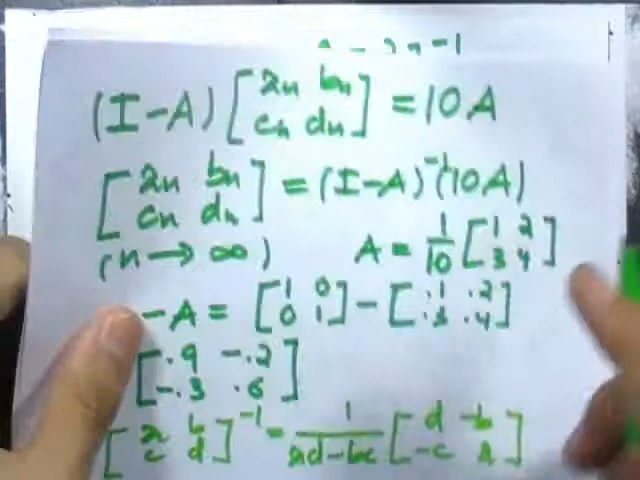 (I-A) [an bn cn dn] = 10A
[an bn cn dn] = (I-A)⁻¹(10A)
(n → ∞) A = 1/10 [1 2 3 4]
-A = [1 0 0 1] - [.1 .2 .3 .4]
[.9 -.2 -.3 .6]
[a b c d]⁻¹ = 1/ad-bc [d -b -c a]